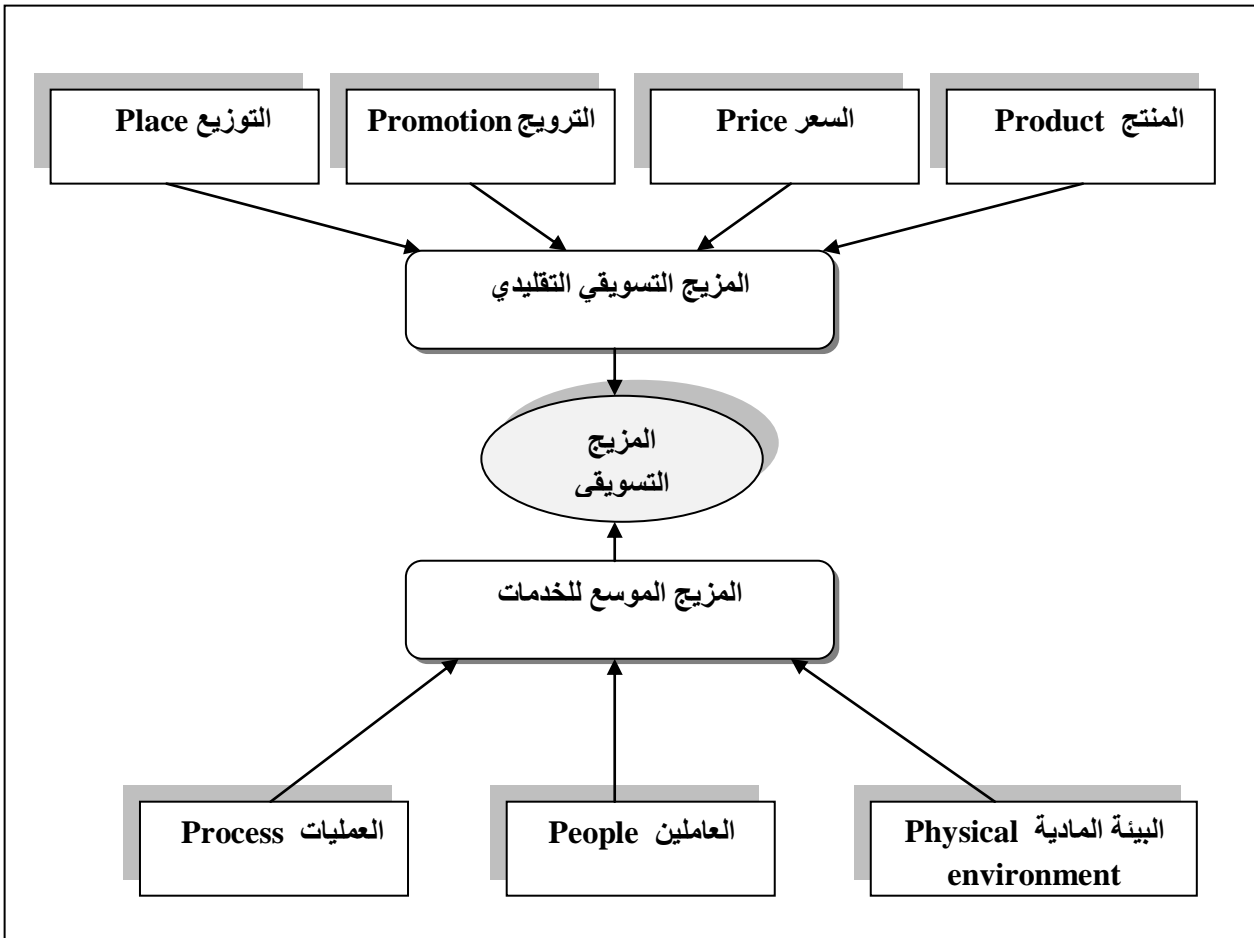 المنتج Product
السعر Price
الترويج Promotion
التوزيع Place
المزيج التسويقي التقليدي
المزيج
التسويقى
المزيج الموسع للخدمات
البيئة المادية Physical
environment
العاملين People
العمليات Process